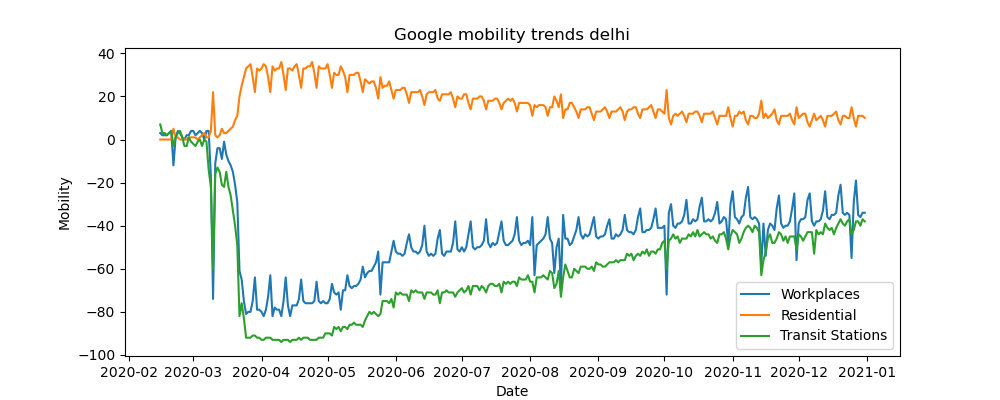 Google mobility trends delhi
40
20
0
−20
−40
−60
−80
−100
Mobility
2020-02 2020-03 2020-04 2020-05 2020-06 2020-07 2020-08 2020-09 2020-10 2020-11 2020-12 2021-01
Date
Workplaces
Residential
Transit Stations